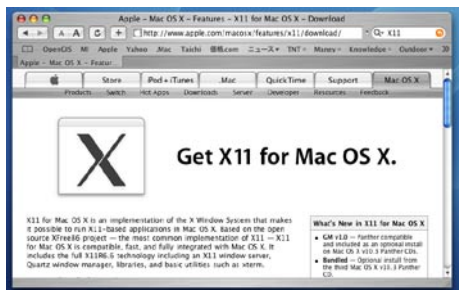 Apple – Mac OS X – Features – X11 for Mac OS X – Download
A A C + http://www.apple.com/macosx/features/x11/download/ Q- X11
OpenGIS MI Apple Yahoo Mac Taichi 価格.com ニュース▼ TNT▼ Money▼ Knowledge▼ Outdoor▼
Apple - Mac OS X - Featur...
Store iPod+iTunes .Mac QuickTime Support Mac OS X
Products Switch Hot Apps Downloads Server Developer Resources Feedback
X
Get X11 for Mac OS X.
X11 for Mac OS X is an implementation of the X Window System that makes
it possible to run X11-based applications in Mac OS X. Based on the open
source XFree86 project — the most common implementation of X11 — X11
for Mac OS X is compatible, fast, and fully integrated with Mac OS X. It
includes the full X11R6.6 technology including an X11 window server,
Quartz window manager, libraries, and basic utilities such as xterm.
What's New in X11 for Mac OS X
GM v1.0 — Panther compatible
and included as an optional install
on Mac OS X v10.3 Panther CDs.
Bundled — Optional install from
the third Mac OS X v10.3 Panther
CD.